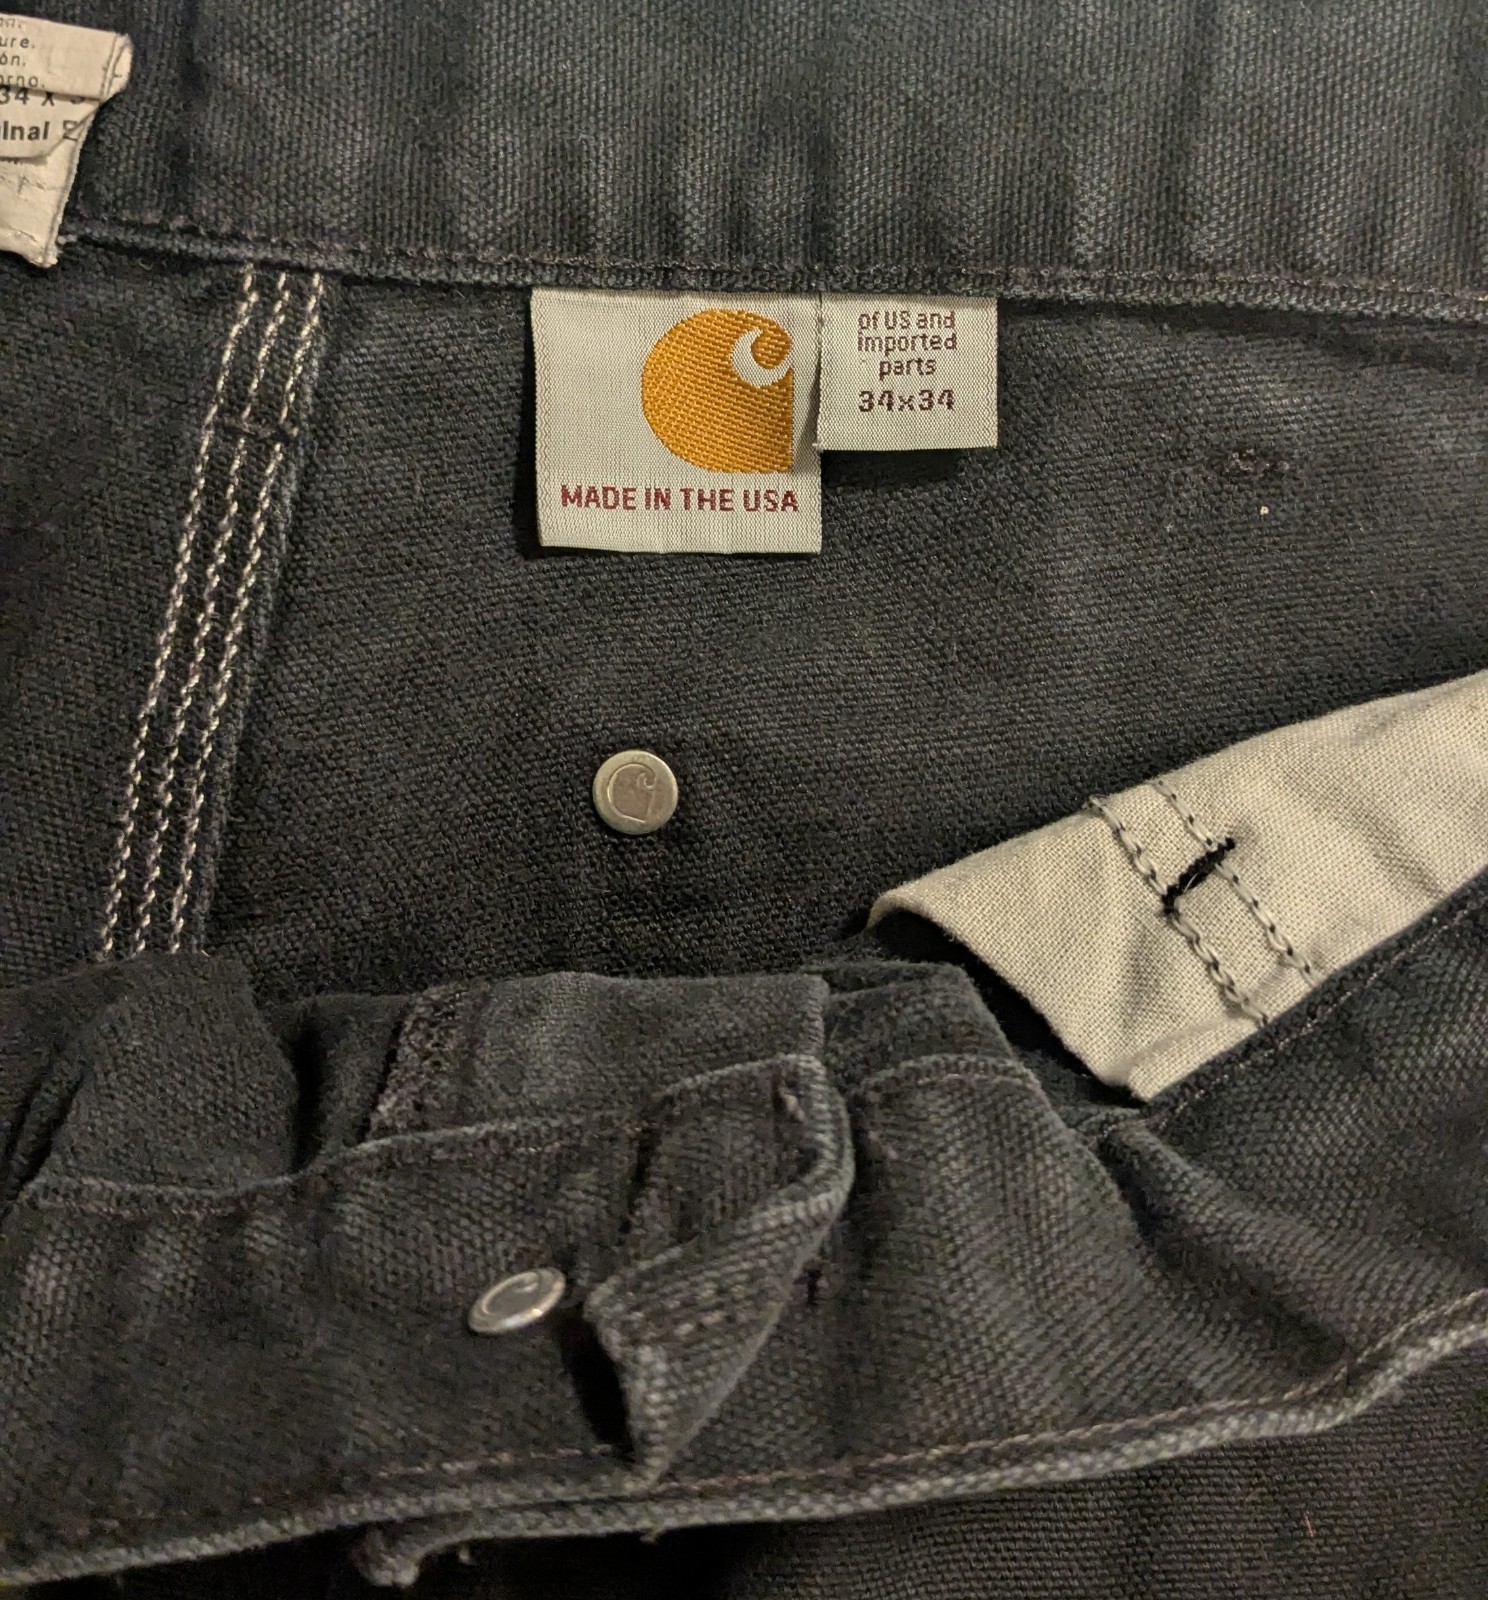 34 X
MADE IN THE USA
of US and
imported
parts
34x34